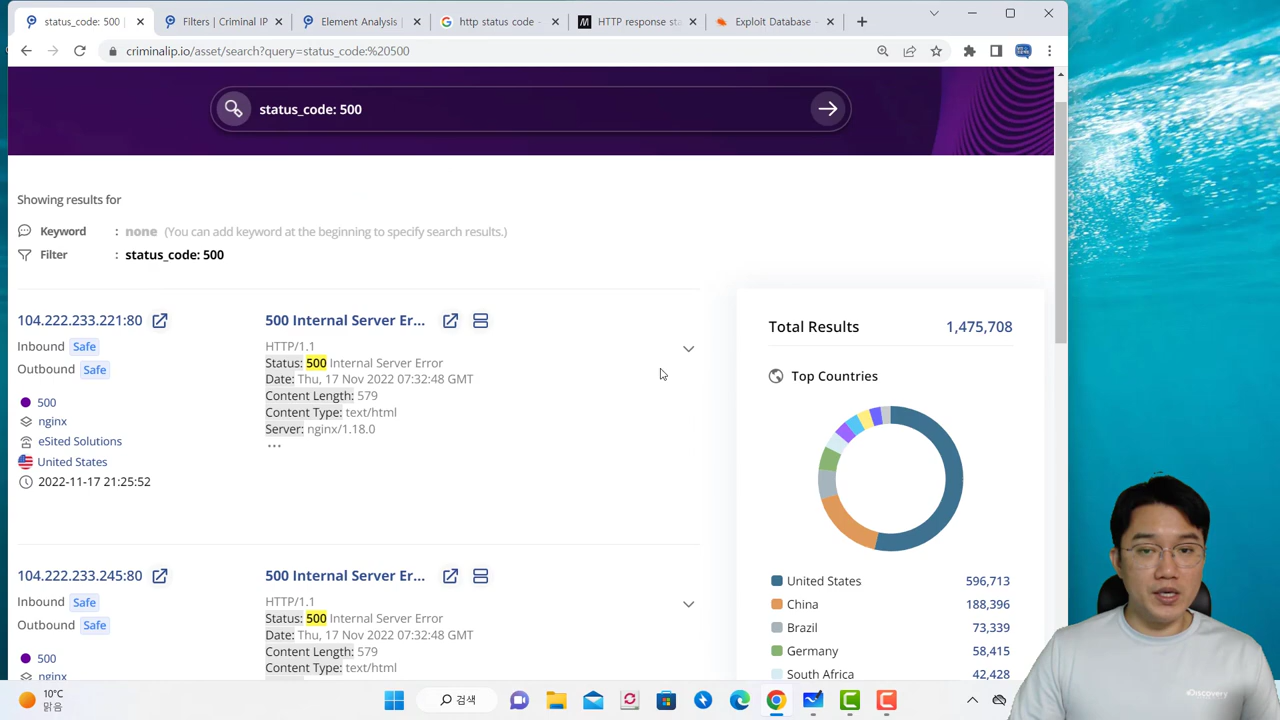 status_code: 500
Filters | Criminal IP
Element Analysis |
http status code -
HTTP response sta
Exploit Database -
criminalip.io/asset/search?query=status_code:%20500
status_code: 500
Showing results for
Keyword : none (You can add keyword at the beginning to specify search results.)
Filter : status_code: 500
104.222.233.221:80
Inbound Safe
Outbound Safe
500
nginx
eSited Solutions
United States
2022-11-17 21:25:52
500 Internal Server Er...
HTTP/1.1
Status: 500 Internal Server Error
Date: Thu, 17 Nov 2022 07:32:48 GMT
Content Length: 579
Content Type: text/html
Server: nginx/1.18.0
...
104.222.233.245:80
Inbound Safe
Outbound Safe
500
nginx
500 Internal Server Er...
HTTP/1.1
Status: 500 Internal Server Error
Date: Thu, 17 Nov 2022 07:32:48 GMT
Content Length: 579
Content Type: text/html
Total Results 1,475,708
Top Countries
United States 596,713
China 188,396
Brazil 73,339
Germany 58,415
South Africa 42,428
10°C
맑음
검색
Discovery